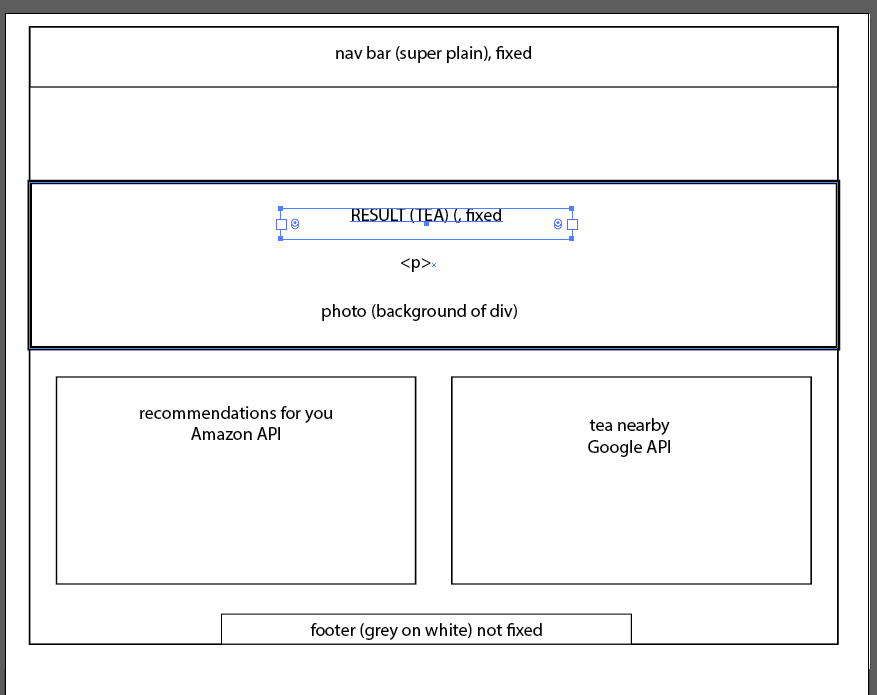 nav bar (super plain), fixed
RESULT (TEA) (, fixed
<p>
photo (background of div)
recommendations for you
Amazon API
tea nearby
Google API
footer (grey on white) not fixed